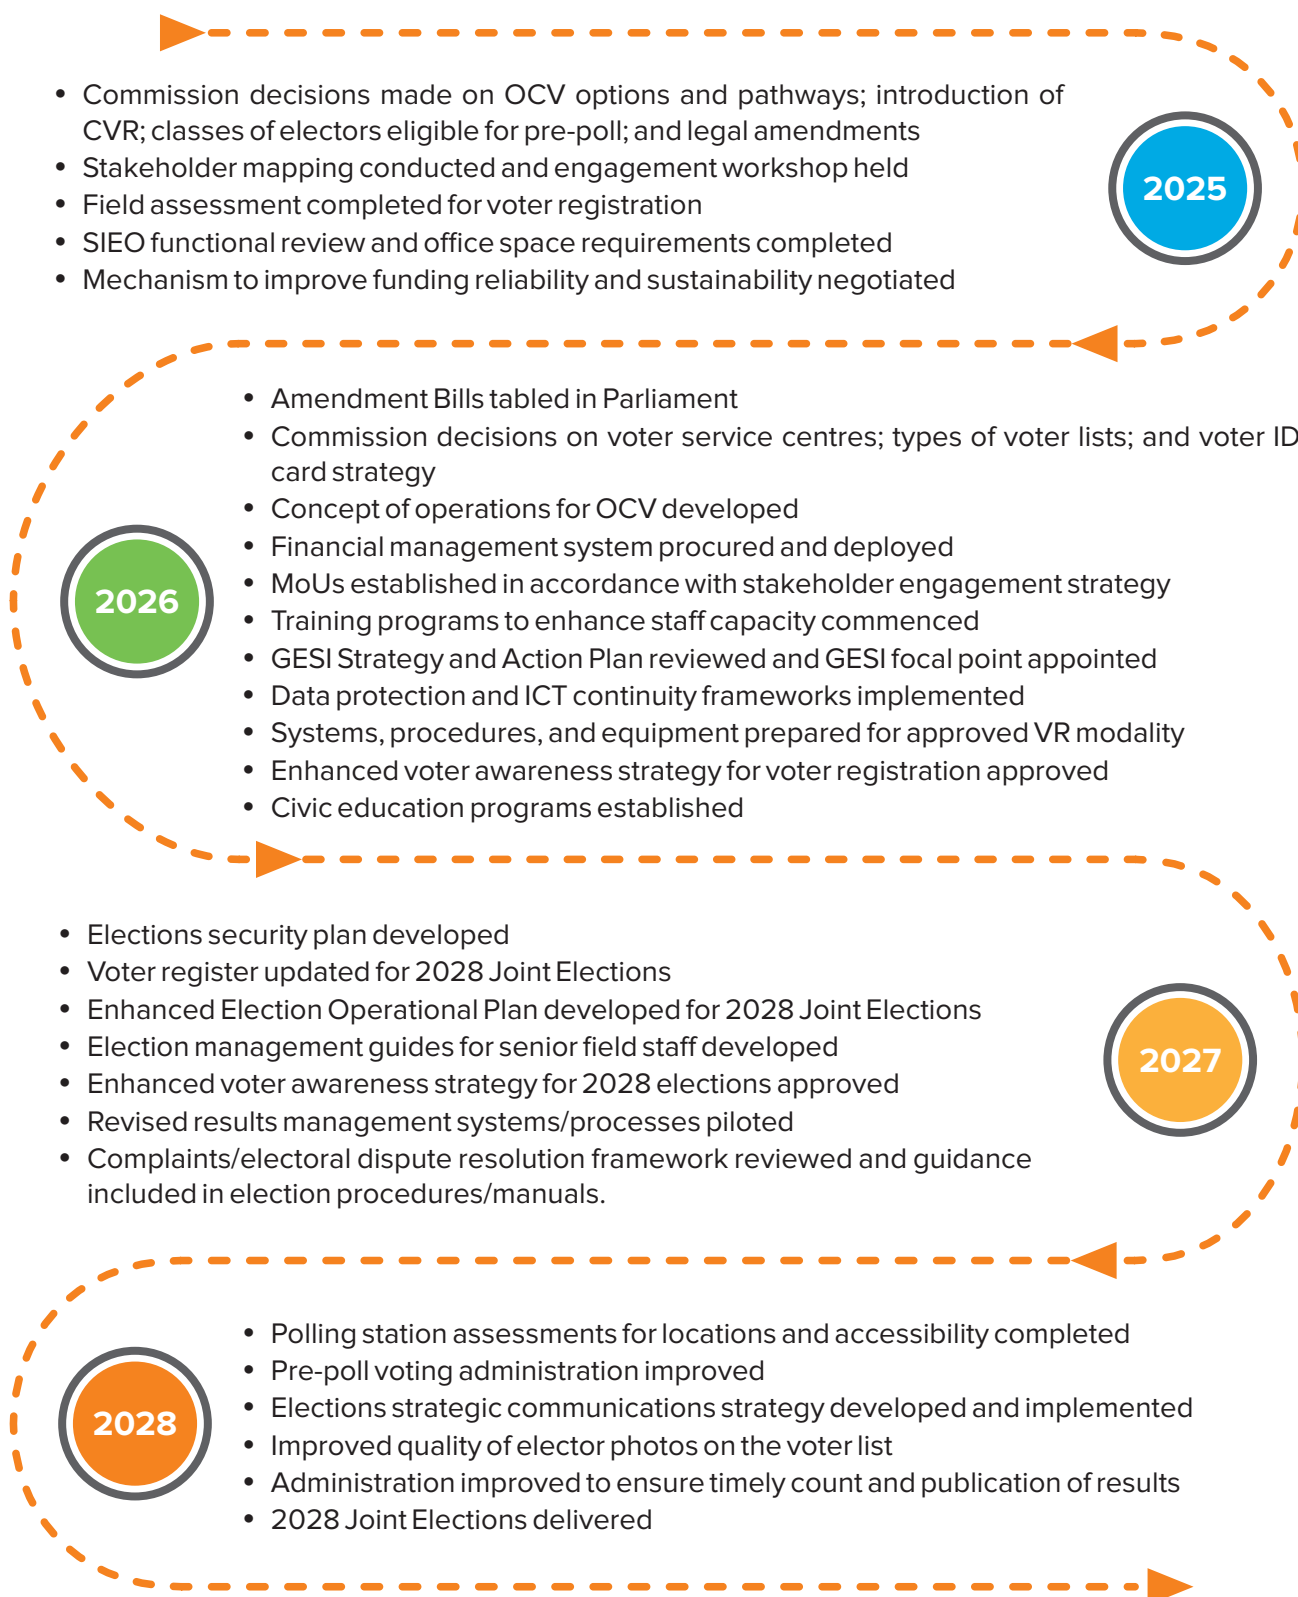 • Commission decisions made on OCV options and pathways; introduction of
CVR; classes of electors eligible for pre-poll; and legal amendments
• Stakeholder mapping conducted and engagement workshop held
• Field assessment completed for voter registration
• SIEO functional review and office space requirements completed
• Mechanism to improve funding reliability and sustainability negotiated
2025
• Amendment Bills tabled in Parliament
• Commission decisions on voter service centres; types of voter lists; and voter ID
card strategy
• Concept of operations for OCV developed
• Financial management system procured and deployed
• MoUs established in accordance with stakeholder engagement strategy
• Training programs to enhance staff capacity commenced
• GESI Strategy and Action Plan reviewed and GESI focal point appointed
• Data protection and ICT continuity frameworks implemented
• Systems, procedures, and equipment prepared for approved VR modality
• Enhanced voter awareness strategy for voter registration approved
• Civic education programs established
2026
• Elections security plan developed
• Voter register updated for 2028 Joint Elections
• Enhanced Election Operational Plan developed for 2028 Joint Elections
• Election management guides for senior field staff developed
• Enhanced voter awareness strategy for 2028 elections approved
• Revised results management systems/processes piloted
• Complaints/electoral dispute resolution framework reviewed and guidance
included in election procedures/manuals.
2027
• Polling station assessments for locations and accessibility completed
• Pre-poll voting administration improved
• Elections strategic communications strategy developed and implemented
• Improved quality of elector photos on the voter list
• Administration improved to ensure timely count and publication of results
• 2028 Joint Elections delivered
2028